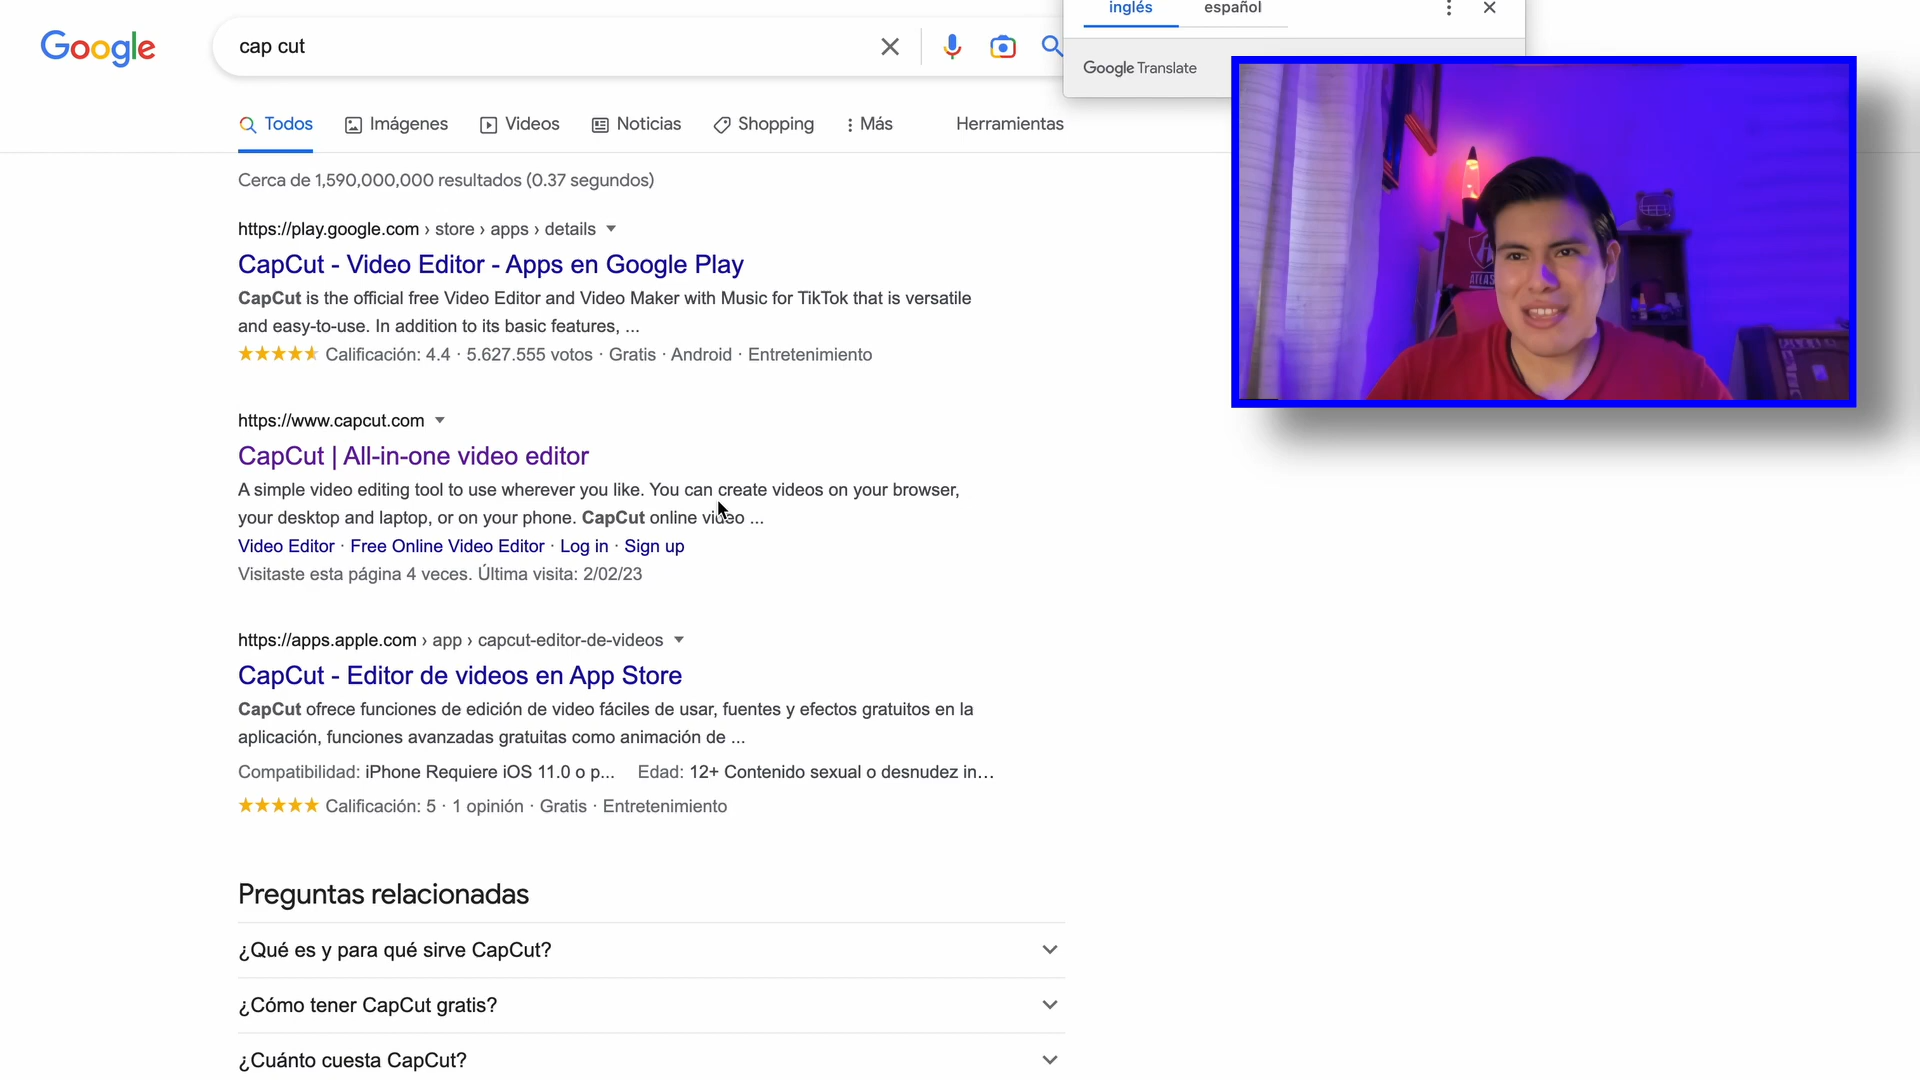 inglés español
Google
cap cut
Google Translate
Todos Imágenes Videos Noticias Shopping Más Herramientas
Cerca de 1,590,000,000 resultados (0.37 segundos)
https://play.google.com › store › apps › details
CapCut - Video Editor - Apps en Google Play
CapCut is the official free Video Editor and Video Maker with Music for TikTok that is versatile
and easy-to-use. In addition to its basic features, ...
Calificación: 4.4 · 5.627.555 votos · Gratis · Android · Entretenimiento
https://www.capcut.com
CapCut | All-in-one video editor
A simple video editing tool to use wherever you like. You can create videos on your browser,
your desktop and laptop, or on your phone. CapCut online video ...
Video Editor · Free Online Video Editor · Log in · Sign up
Visitaste esta página 4 veces. Última visita: 2/02/23
https://apps.apple.com › app › capcut-editor-de-videos
CapCut - Editor de videos en App Store
CapCut ofrece funciones de edición de video fáciles de usar, fuentes y efectos gratuitos en la
aplicación, funciones avanzadas gratuitas como animación de ...
Compatibilidad: iPhone Requiere iOS 11.0 o p... Edad: 12+ Contenido sexual o desnudez in...
Calificación: 5 · 1 opinión · Gratis · Entretenimiento
Preguntas relacionadas
¿Qué es y para qué sirve CapCut?
¿Cómo tener CapCut gratis?
¿Cuánto cuesta CapCut?
ATLAS